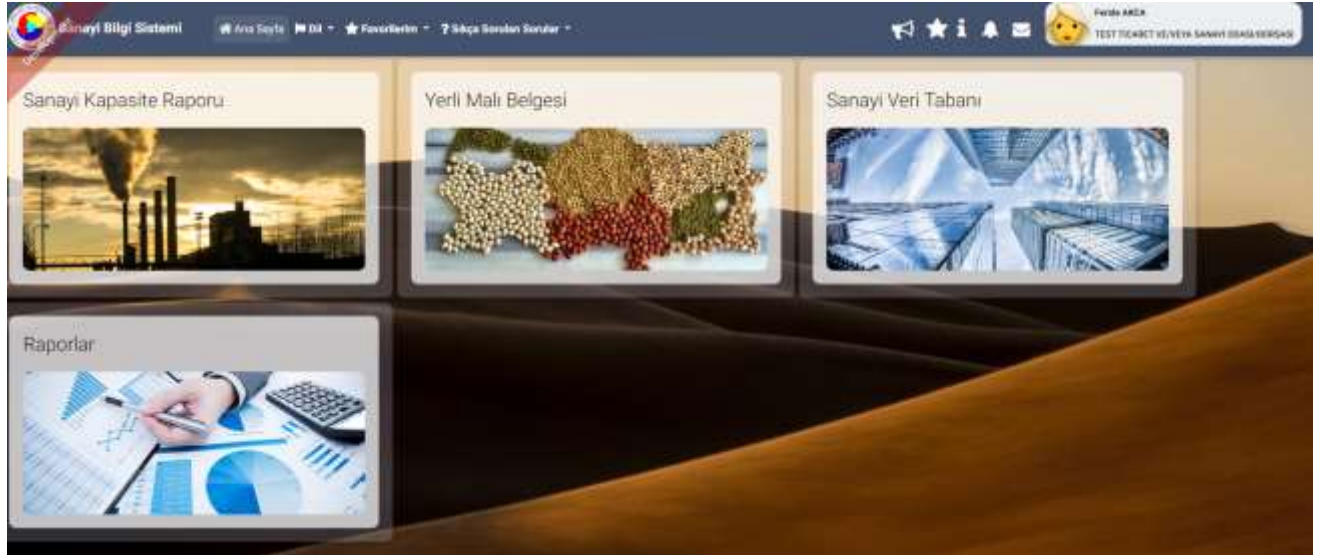 Sanayi Bilgi Sistemi
Ana Sayfa Dil Favorilerim ? Sıkça Sorulan Sorular
TEST TİCARET VE/VEYA SANAYİ ODASI/BORSASI
Sanayi Kapasite Raporu
Yerli Malı Belgesi
Sanayi Veri Tabanı
Raporlar